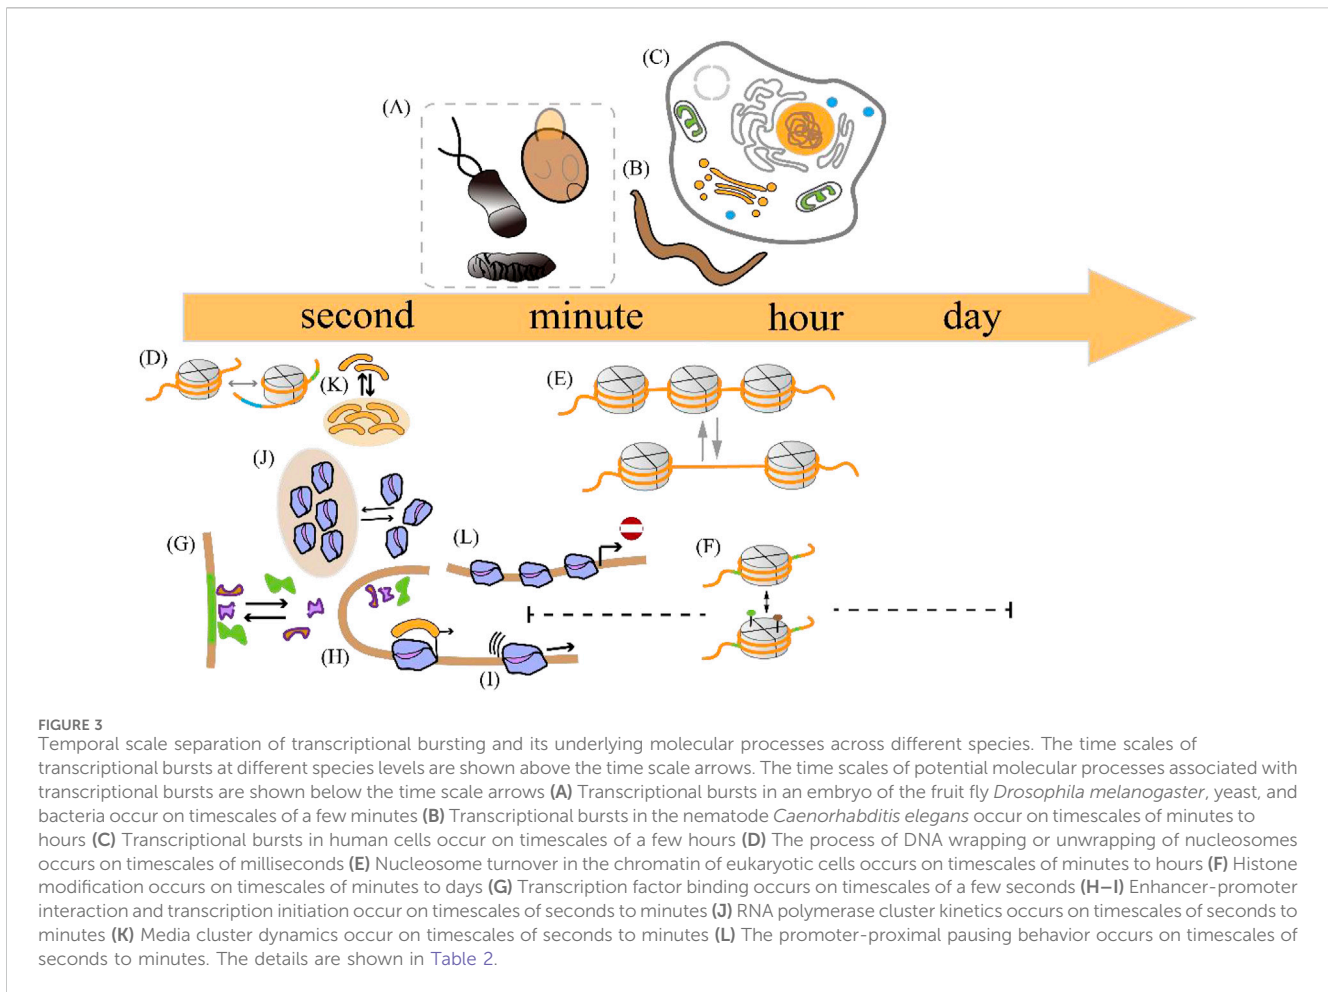 (A)
(C)
(B)
second minute hour day
(D)
(K)
(E)
(J)
(G)
(L)
(F)
(H)
(I)
FIGURE 3
Temporal scale separation of transcriptional bursting and its underlying molecular processes across different species. The time scales of
transcriptional bursts at different species levels are shown above the time scale arrows. The time scales of potential molecular processes associated with
transcriptional bursts are shown below the time scale arrows (A) Transcriptional bursts in an embryo of the fruit fly Drosophila melanogaster, yeast, and
bacteria occur on timescales of a few minutes (B) Transcriptional bursts in the nematode Caenorhabditis elegans occur on timescales of minutes to
hours (C) Transcriptional bursts in human cells occur on timescales of a few hours (D) The process of DNA wrapping or unwrapping of nucleosomes
occurs on timescales of milliseconds (E) Nucleosome turnover in the chromatin of eukaryotic cells occurs on timescales of minutes to hours (F) Histone
modification occurs on timescales of minutes to days (G) Transcription factor binding occurs on timescales of a few seconds (H–I) Enhancer-promoter
interaction and transcription initiation occur on timescales of seconds to minutes (J) RNA polymerase cluster kinetics occurs on timescales of seconds to
minutes (K) Media cluster dynamics occur on timescales of seconds to minutes (L) The promoter-proximal pausing behavior occurs on timescales of
seconds to minutes. The details are shown in Table 2.